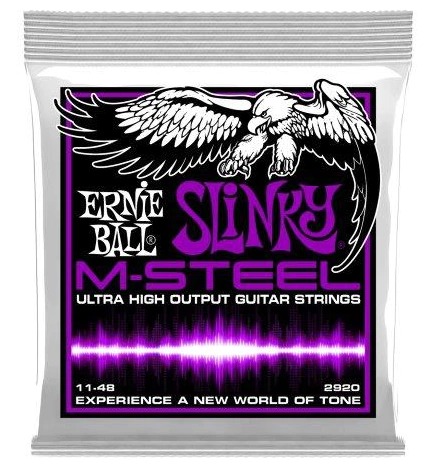 ERNIE BALL®
SLINKY®
M-STEEL
ULTRA HIGH OUTPUT GUITAR STRINGS
11-48 2920
EXPERIENCE A NEW WORLD OF TONE